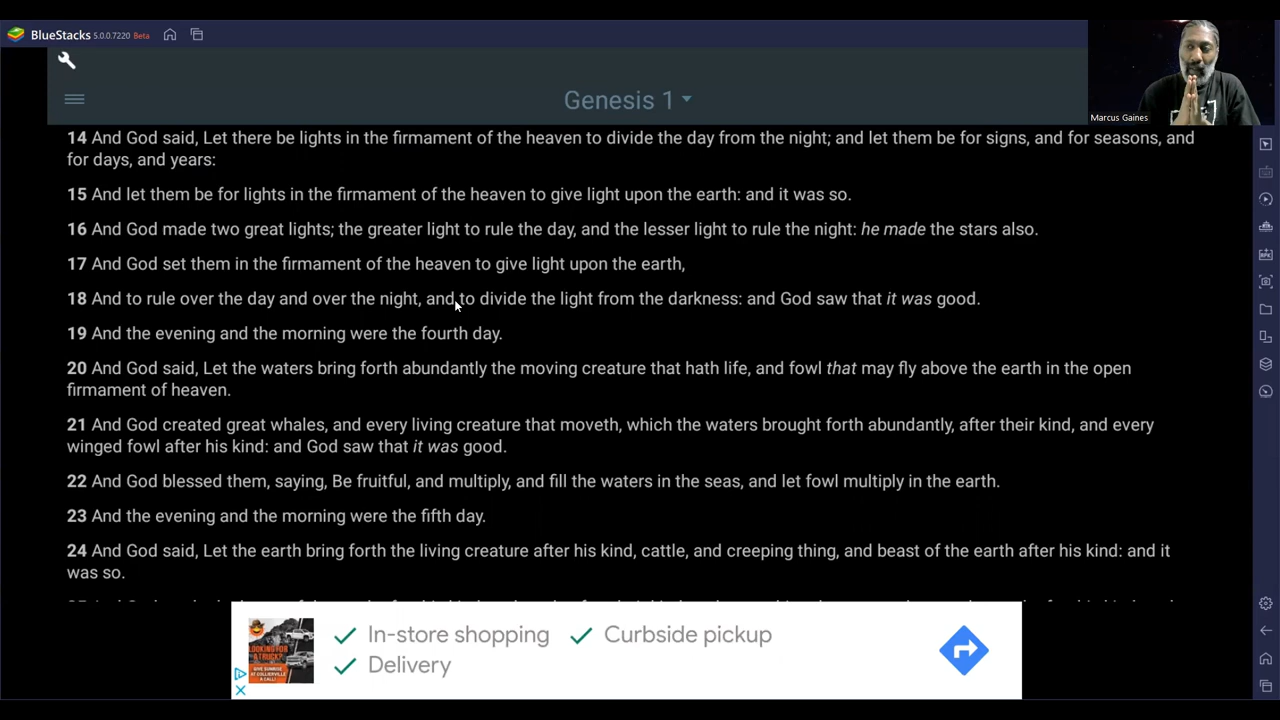 BlueStacks 5.0.0.7220 Beta
Marcus Gaines
Genesis 1
14 And God said, Let there be lights in the firmament of the heaven to divide the day from the night; and let them be for signs, and for seasons, and
for days, and years:
15 And let them be for lights in the firmament of the heaven to give light upon the earth: and it was so.
16 And God made two great lights; the greater light to rule the day, and the lesser light to rule the night: he made the stars also.
17 And God set them in the firmament of the heaven to give light upon the earth,
18 And to rule over the day and over the night, and to divide the light from the darkness: and God saw that it was good.
19 And the evening and the morning were the fourth day.
20 And God said, Let the waters bring forth abundantly the moving creature that hath life, and fowl that may fly above the earth in the open
firmament of heaven.
21 And God created great whales, and every living creature that moveth, which the waters brought forth abundantly, after their kind, and every
winged fowl after his kind: and God saw that it was good.
22 And God blessed them, saying, Be fruitful, and multiply, and fill the waters in the seas, and let fowl multiply in the earth.
23 And the evening and the morning were the fifth day.
24 And God said, Let the earth bring forth the living creature after his kind, cattle, and creeping thing, and beast of the earth after his kind: and it
was so.
LOOKING FOR
A TRUCK?
GIVE SUNRISE
AT COLLIERVILLE
A CALL!
In-store shopping
Curbside pickup
Delivery